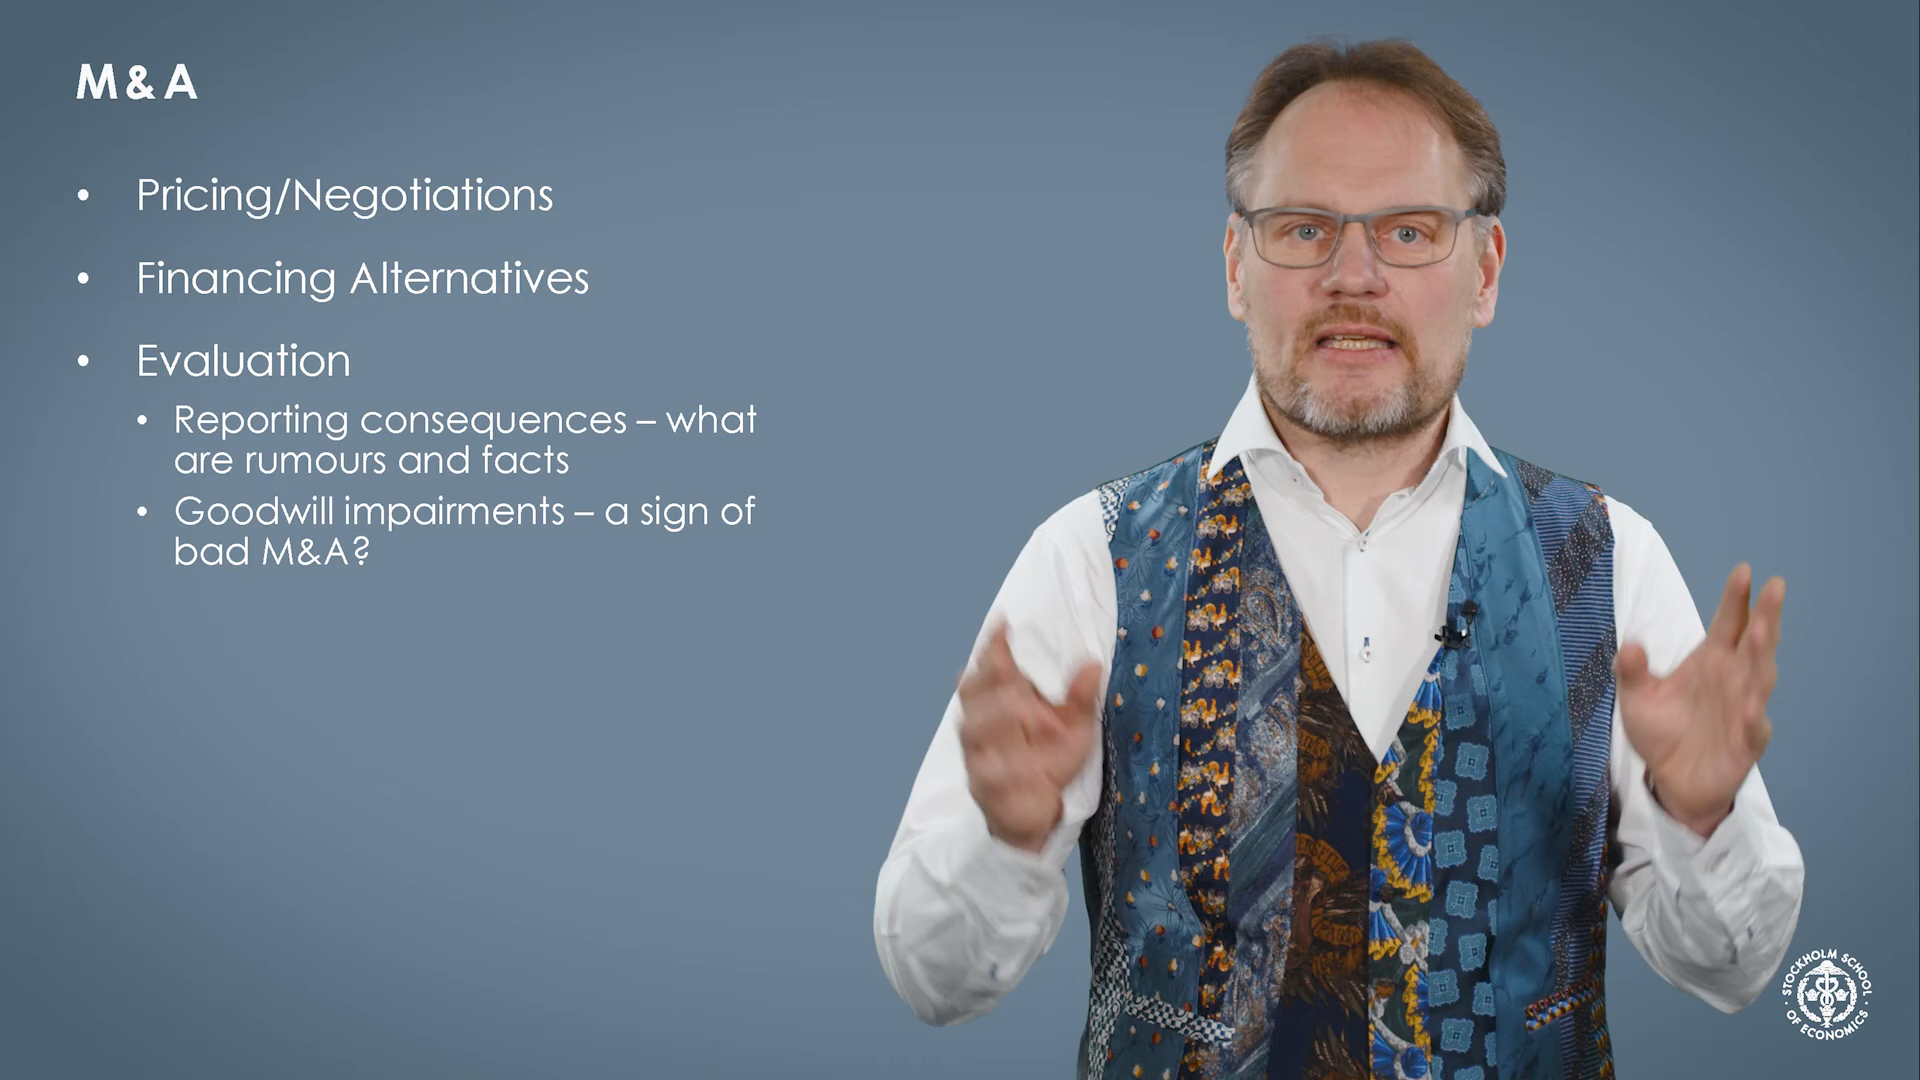 M & A
• Pricing/Negotiations
• Financing Alternatives
• Evaluation
• Reporting consequences – what
are rumours and facts
• Goodwill impairments – a sign of
bad M&A?
STOCKHOLM SCHOOL
OF ECONOMICS